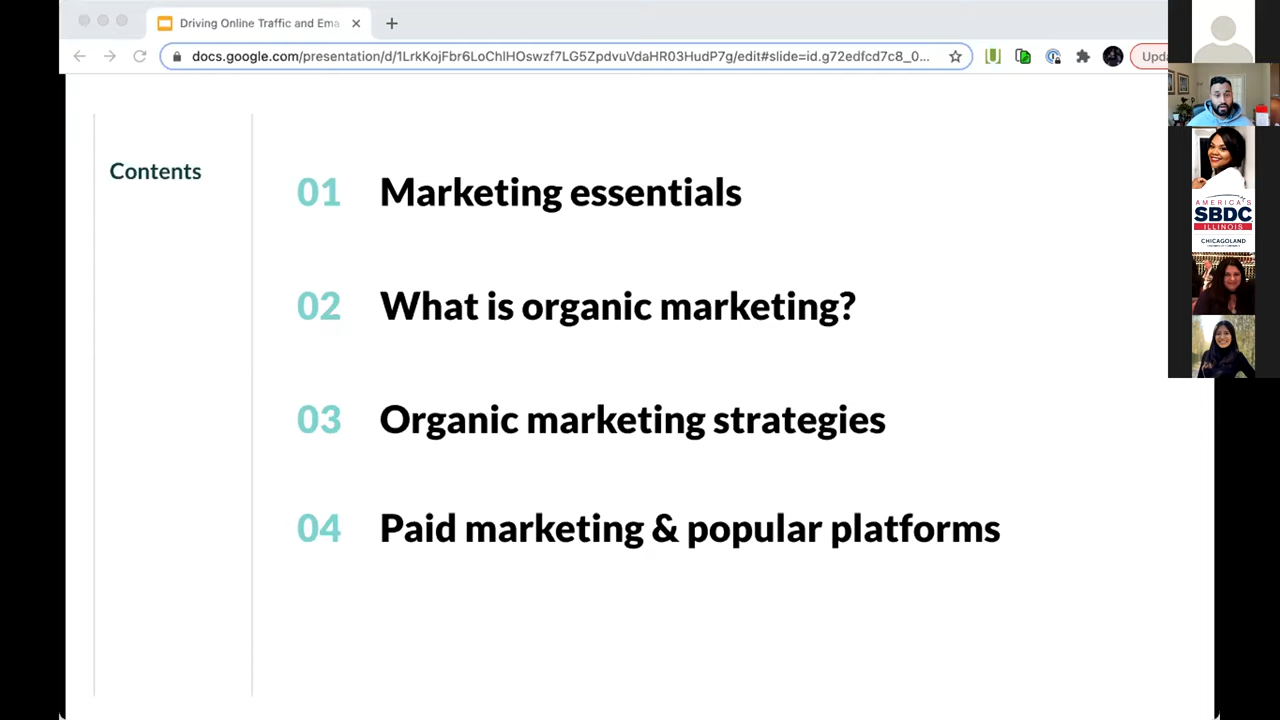 Driving Online Traffic and Ema
docs.google.com/presentation/d/1LrkKojFbr6LoChlHOswzf7LG5ZpdvuVdaHR03HudP7g/edit#slide=id.g72edfcd7c8_0...
Upda
Contents
01 Marketing essentials
02 What is organic marketing?
03 Organic marketing strategies
04 Paid marketing & popular platforms
AMERICA'S
SBDC
ILLINOIS
CHICAGOLAND